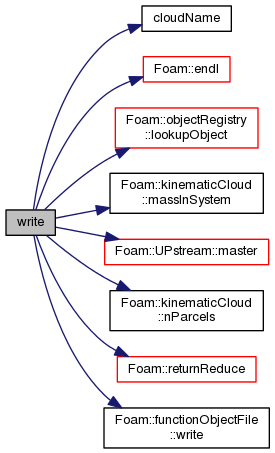 cloudName
Foam::endl
Foam::objectRegistry
::lookupObject
write
Foam::kinematicCloud
::massInSystem
Foam::UPstream::master
Foam::kinematicCloud
::nParcels
Foam::returnReduce
Foam::functionObjectFile
::write